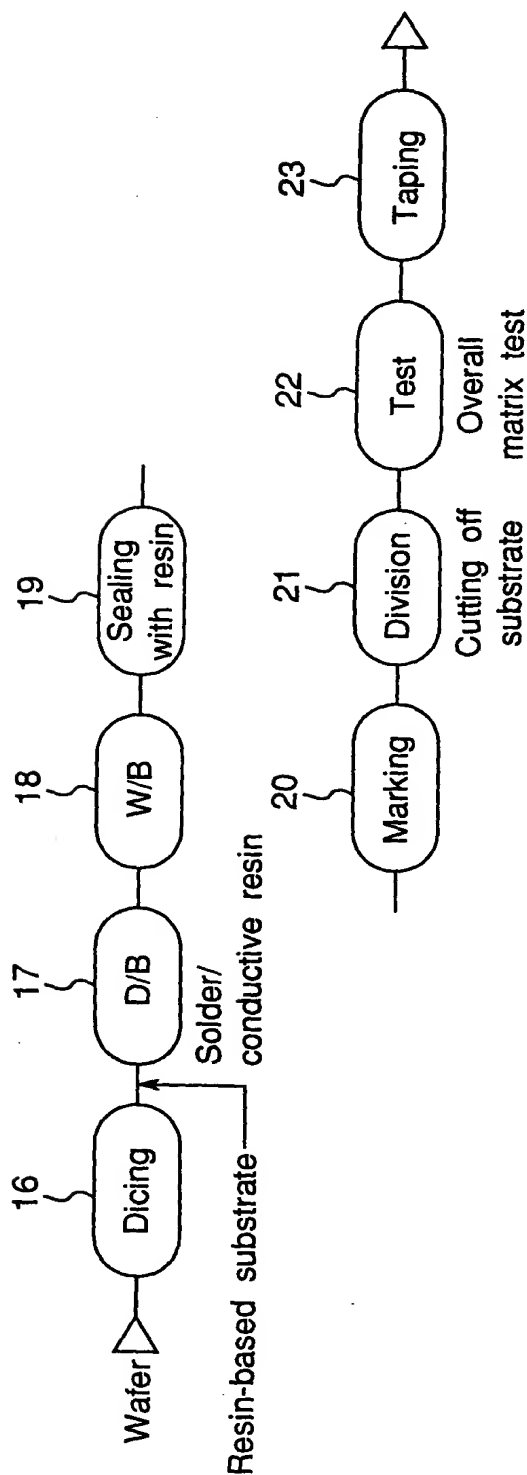 Wafer
16
Dicing
Resin-based substrate
17
D/B
Solder/
conductive resin
18
W/B
19
Sealing
with resin
20
Marking
21
Division
Cutting off
substrate
22
Test
Overall
matrix test
23
Taping